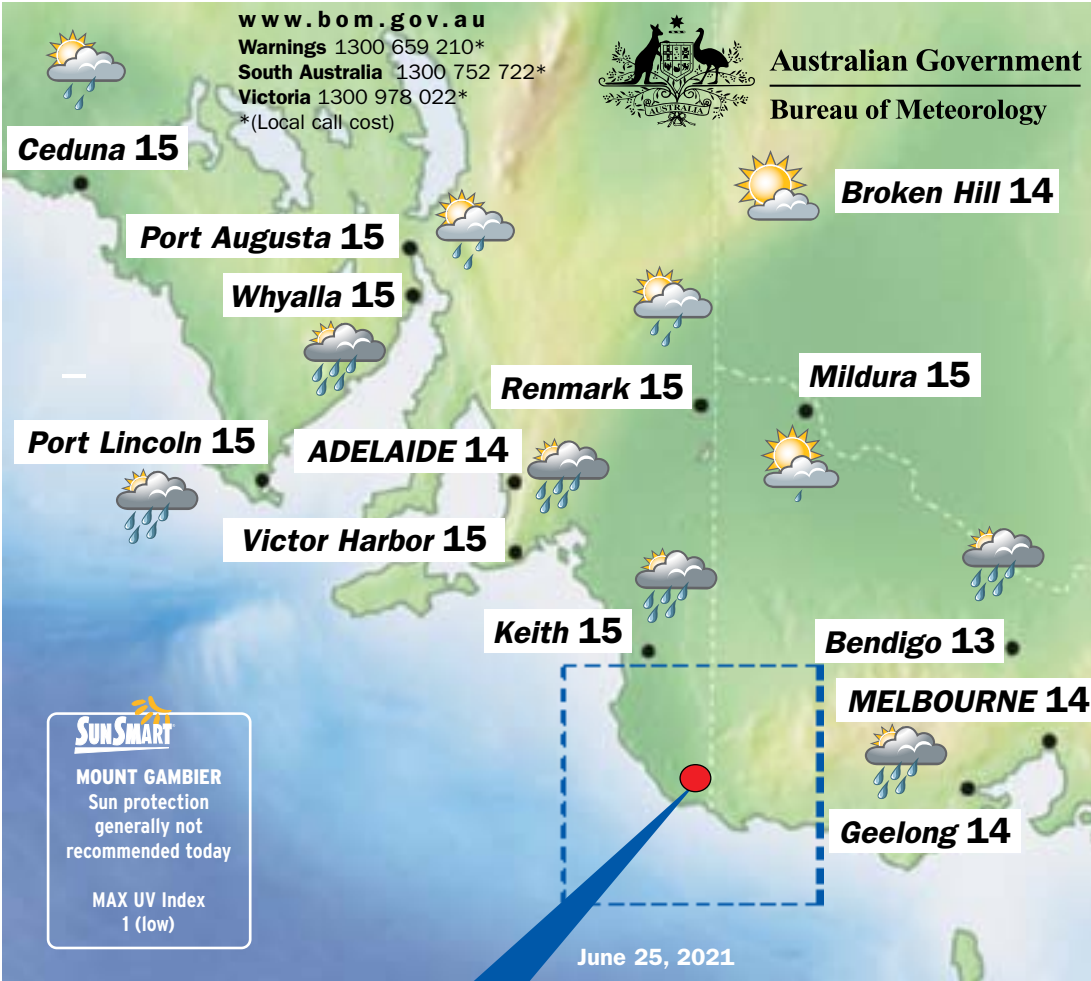 www.bom.gov.au
Warnings 1300 659 210*
South Australia 1300 752 722*
Victoria 1300 978 022*
*(Local call cost)
AUSTRALIA
Australian Government
Bureau of Meteorology
Ceduna 15
Broken Hill 14
Port Augusta 15
Whyalla 15
Renmark 15
Mildura 15
Port Lincoln 15
ADELAIDE 14
Victor Harbor 15
Keith 15
Bendigo 13
MELBOURNE 14
Geelong 14
SUNSMART
MOUNT GAMBIER
Sun protection
generally not
recommended today
MAX UV Index
1 (low)
June 25, 2021